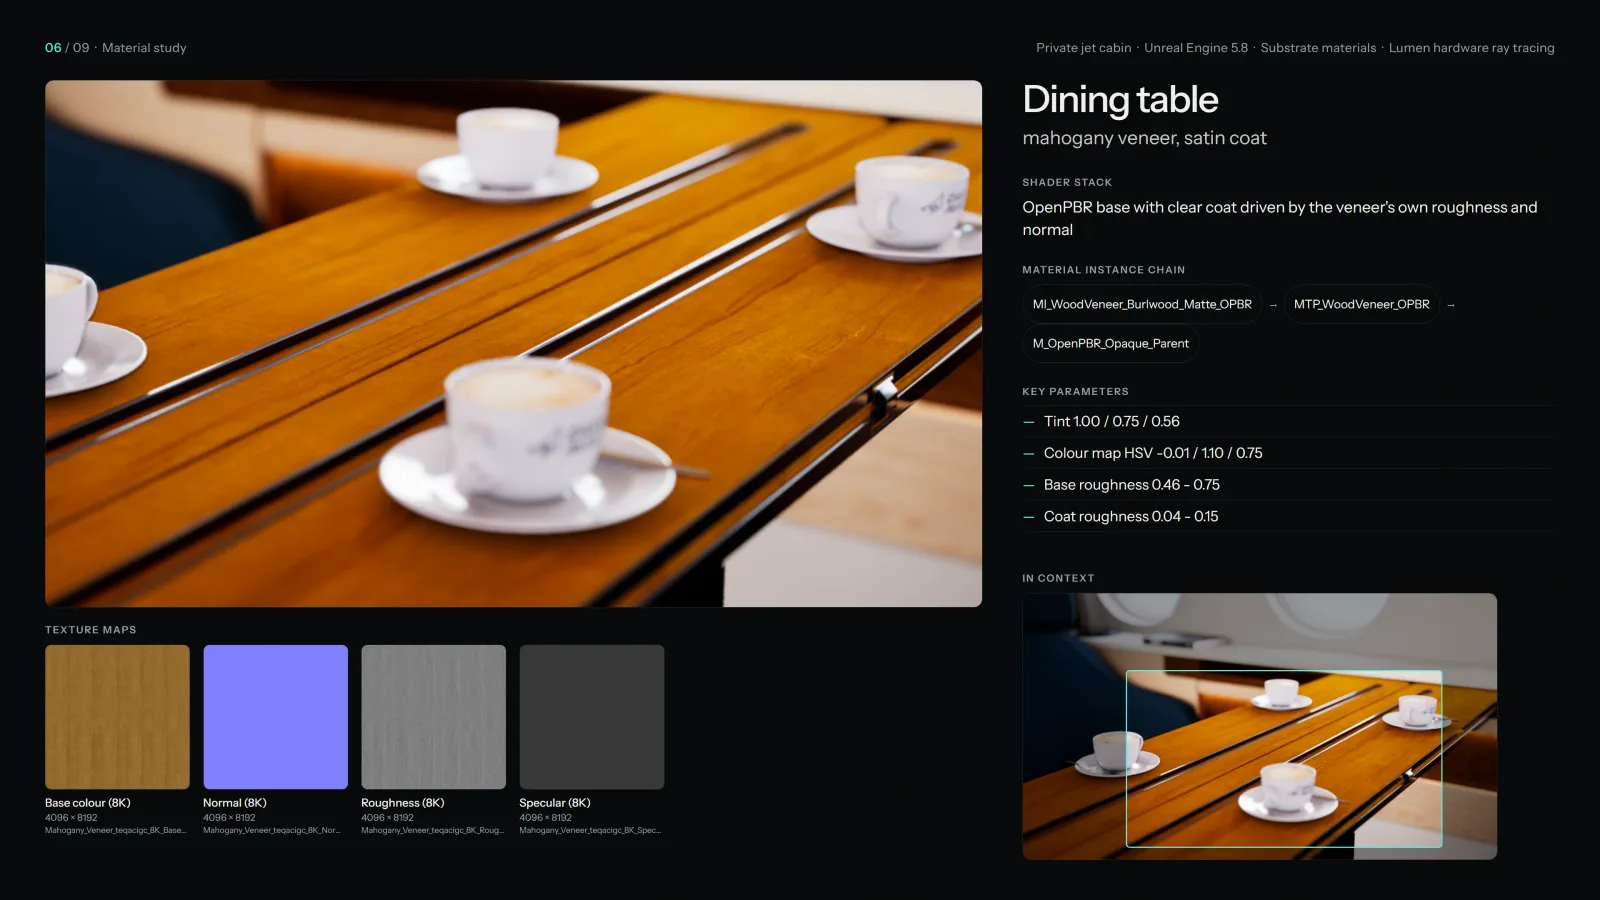 06 / 09 · Material study
Private jet cabin · Unreal Engine 5.8 · Substrate materials · Lumen hardware ray tracing
Dining table
mahogany veneer, satin coat
SHADER STACK
OpenPBR base with clear coat driven by the veneer's own roughness and
normal
MATERIAL INSTANCE CHAIN
MI_WoodVeneer_Burlwood_Matte_OPBR → MTP_WoodVeneer_OPBR →
M_OpenPBR_Opaque_Parent
KEY PARAMETERS
— Tint 1.00 / 0.75 / 0.56
— Colour map HSV -0.01 / 1.10 / 0.75
— Base roughness 0.46 - 0.75
— Coat roughness 0.04 - 0.15
IN CONTEXT
TEXTURE MAPS
Base colour (8K)
4096 × 8192
Mahogany_Veneer_teqacigc_8K_Base...
Normal (8K)
4096 × 8192
Mahogany_Veneer_teqacigc_8K_Nor...
Roughness (8K)
4096 × 8192
Mahogany_Veneer_teqacigc_8K_Roug...
Specular (8K)
4096 × 8192
Mahogany_Veneer_teqacigc_8K_Spec...